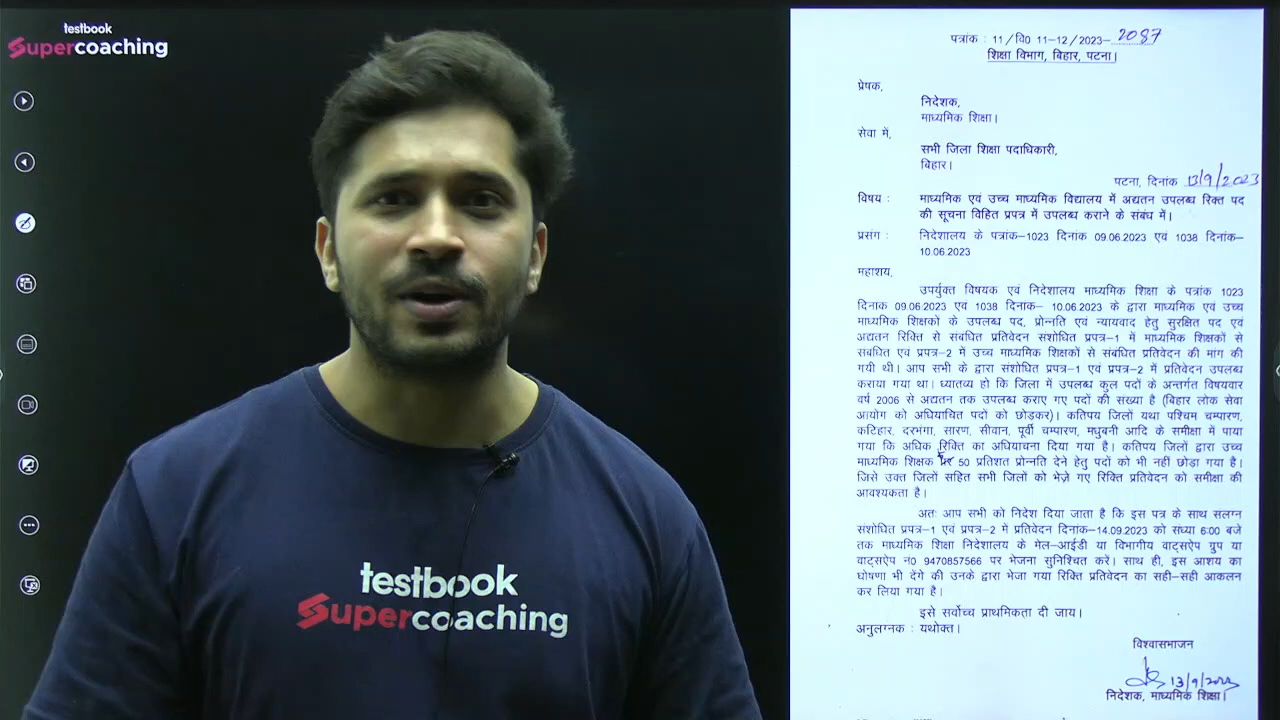 testbook
Supercoaching
पत्रांक : 11/वि0 11-12/2023- 2087
शिक्षा विभाग, बिहार, पटना।
प्रेषक,
निदेशक,
माध्यमिक शिक्षा।
सेवा में,
सभी जिला शिक्षा पदाधिकारी,
बिहार।
पटना, दिनांक 13/9/2023
विषय : माध्यमिक एवं उच्च माध्यमिक विद्यालय में अद्यतन उपलब्ध रिक्त पद
की सूचना विहित प्रपत्र में उपलब्ध कराने के संबंध में।
प्रसंग : निदेशालय के पत्रांक-1023 दिनांक 09.06.2023 एवं 1038 दिनांक-
10.06.2023
महाशय,
उपर्युक्त विषयक एवं निदेशालय माध्यमिक शिक्षा के पत्रांक 1023
दिनांक 09.06.2023 एवं 1038 दिनांक- 10.06.2023 के द्वारा माध्यमिक एवं उच्च
माध्यमिक शिक्षकों के उपलब्ध पद, प्रोन्नति एवं न्यायवाद हेतु सुरक्षित पद एवं
अद्यतन रिक्ति से संबंधित प्रतिवेदन संशोधित प्रपत्र-1 में माध्यमिक शिक्षकों से
संबंधित एवं प्रपत्र-2 में उच्च माध्यमिक शिक्षकों से संबंधित प्रतिवेदन की मांग की
गयी थी। आप सभी के द्वारा संशोधित प्रपत्र-1 एवं प्रपत्र-2 में प्रतिवेदन उपलब्ध
कराया गया था। ध्यातव्य हो कि जिला में उपलब्ध कुल पदों के अन्तर्गत विषयवार
वर्ष 2006 से अद्यतन तक उपलब्ध कराए गए पदों की संख्या है (बिहार लोक सेवा
आयोग को अधियाचित पदों को छोड़कर)। कतिपय जिलों यथा पश्चिम चम्पारण,
कटिहार, दरभंगा, सारण, सीवान, पूर्वी चम्पारण, मधुबनी आदि के समीक्षा में पाया
गया कि अधिक रिक्ति का अधियाचना दिया गया है। कतिपय जिलों द्वारा उच्च
माध्यमिक शिक्षक पर 50 प्रतिशत प्रोन्नति देने हेतु पदों को भी नहीं छोड़ा गया है।
जिसे उक्त जिलों सहित सभी जिलों को भेजे गए रिक्ति प्रतिवेदन को समीक्षा की
आवश्यकता है।
अतः आप सभी को निदेश दिया जाता है कि इस पत्र के साथ संलग्न
संशोधित प्रपत्र-1 एवं प्रपत्र-2 में प्रतिवेदन दिनांक-14.09.2023 को संध्या 6:00 बजे
तक माध्यमिक शिक्षा निदेशालय के मेल-आईडी या विभागीय वाट्सऐप ग्रुप या
वाट्सऐप नं0 9470857566 पर भेजना सुनिश्चित करें। साथ ही, इस आशय का
घोषणा भी देंगे की उनके द्वारा भेजा गया रिक्ति प्रतिवेदन का सही-सही आकलन
कर लिया गया है।
इसे सर्वोच्च प्राथमिकता दी जाय।
अनुलग्नक : यथोक्त।
विश्वासभाजन
13/9/2023
निदेशक, माध्यमिक शिक्षा।
testbook
Supercoaching